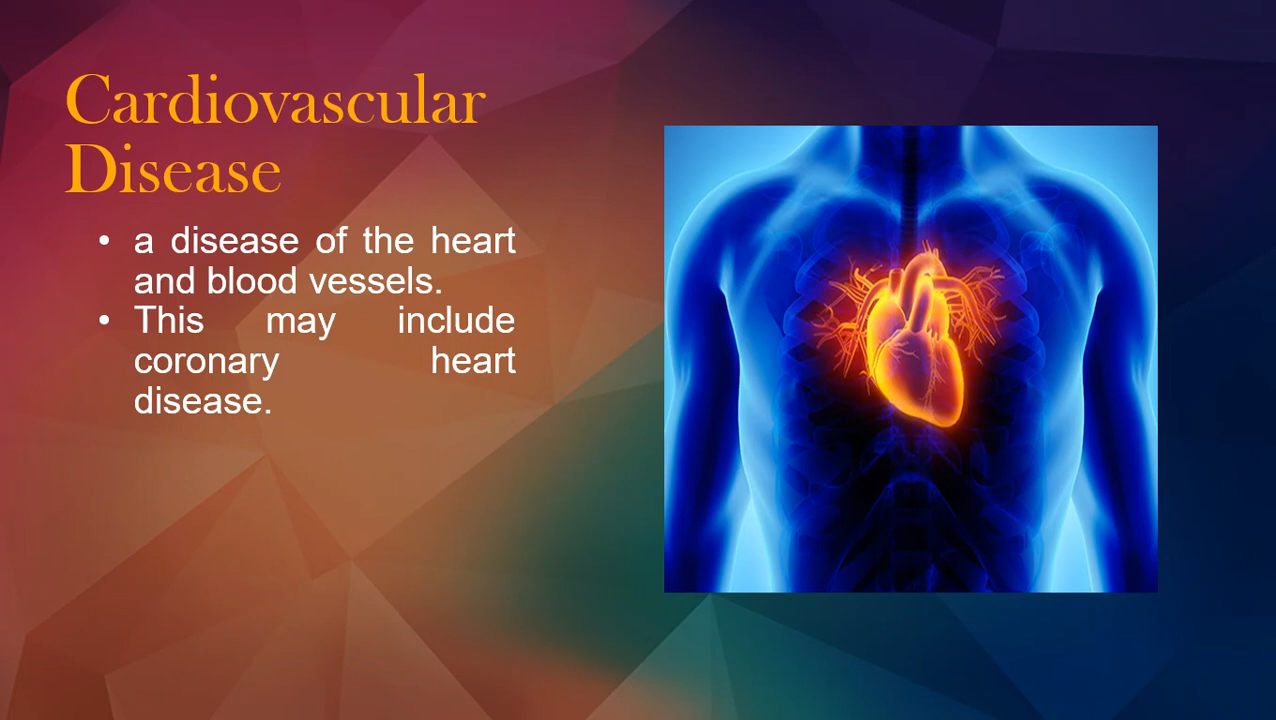 Cardiovascular
Disease
• a disease of the heart
and blood vessels.
• This may include
coronary heart
disease.